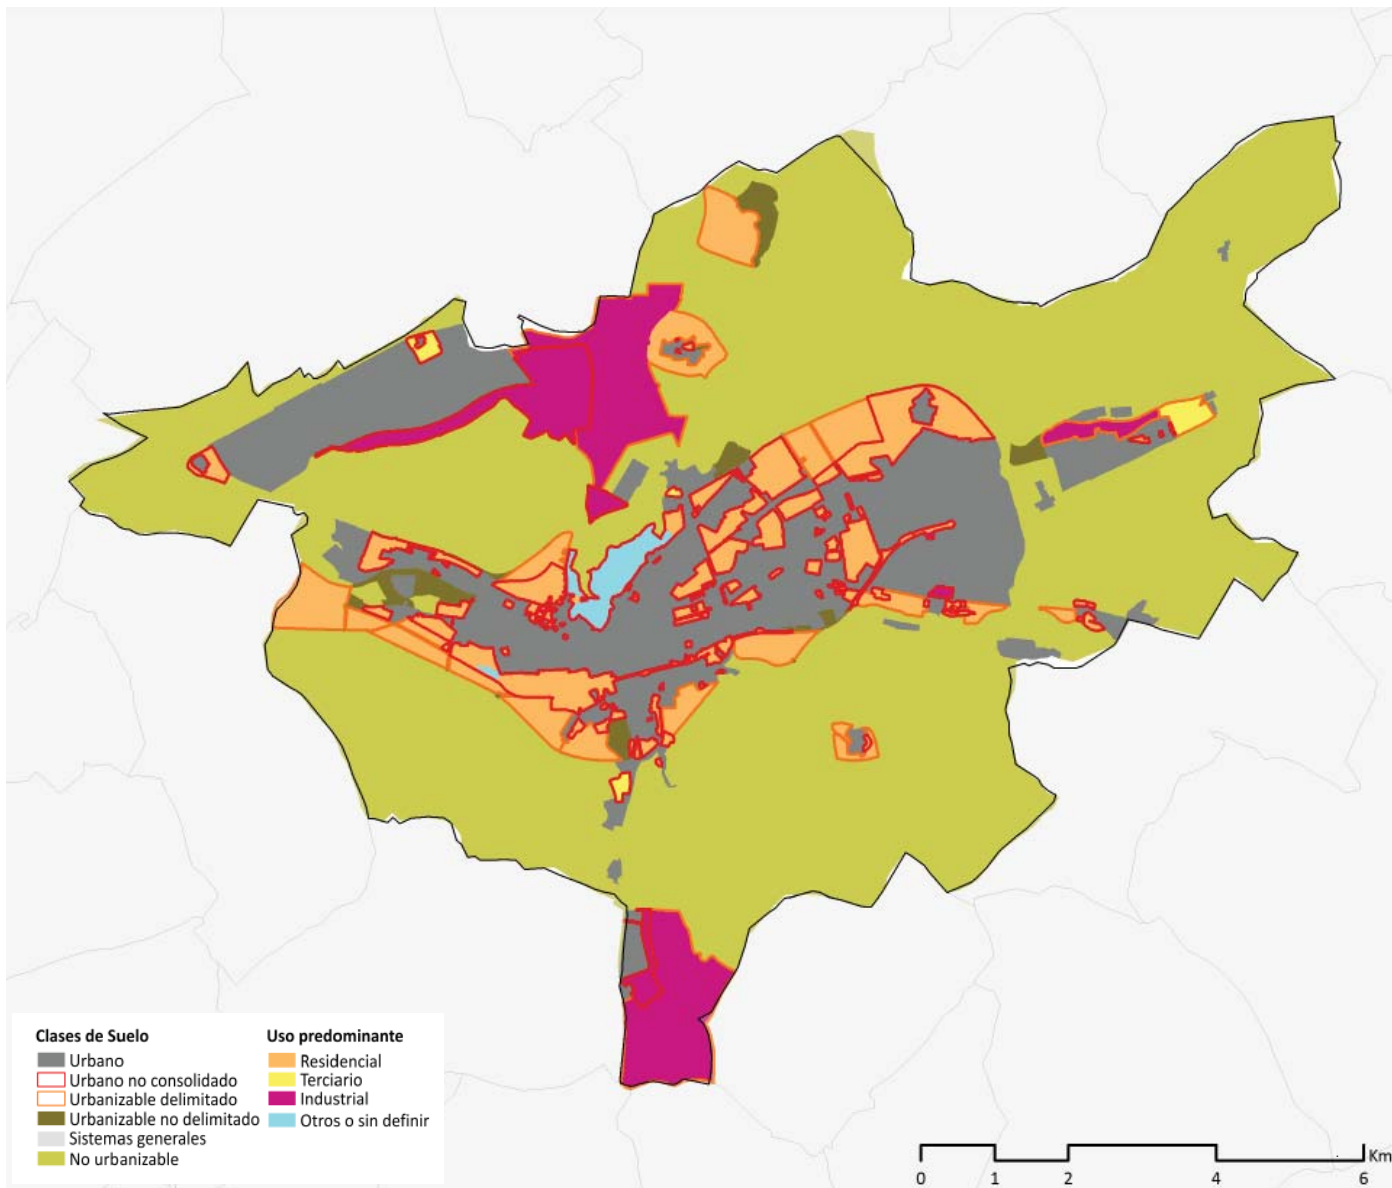 Clases de Suelo
Urbano
Urbano no consolidado
Urbanizable delimitado
Urbanizable no delimitado
Sistemas generales
No urbanizable
Uso predominante
Residencial
Terciario
Industrial
Otros o sin definir
Km
0 1 2 4 6